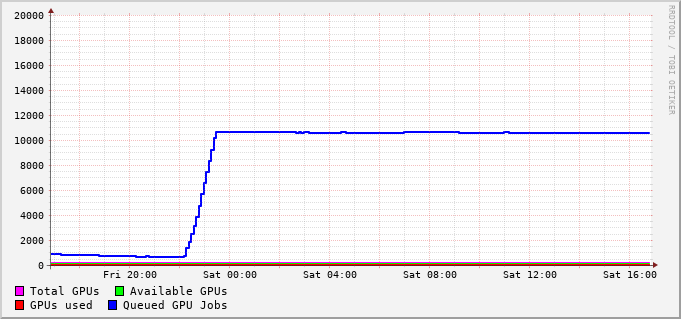 20000
18000
16000
14000
12000
10000
8000
6000
4000
2000
0
Fri 20:00 Sat 00:00 Sat 04:00 Sat 08:00 Sat 12:00 Sat 16:00
Total GPUs Available GPUs
GPUs used Queued GPU Jobs
RRDTOOL / TOBI OETIKER